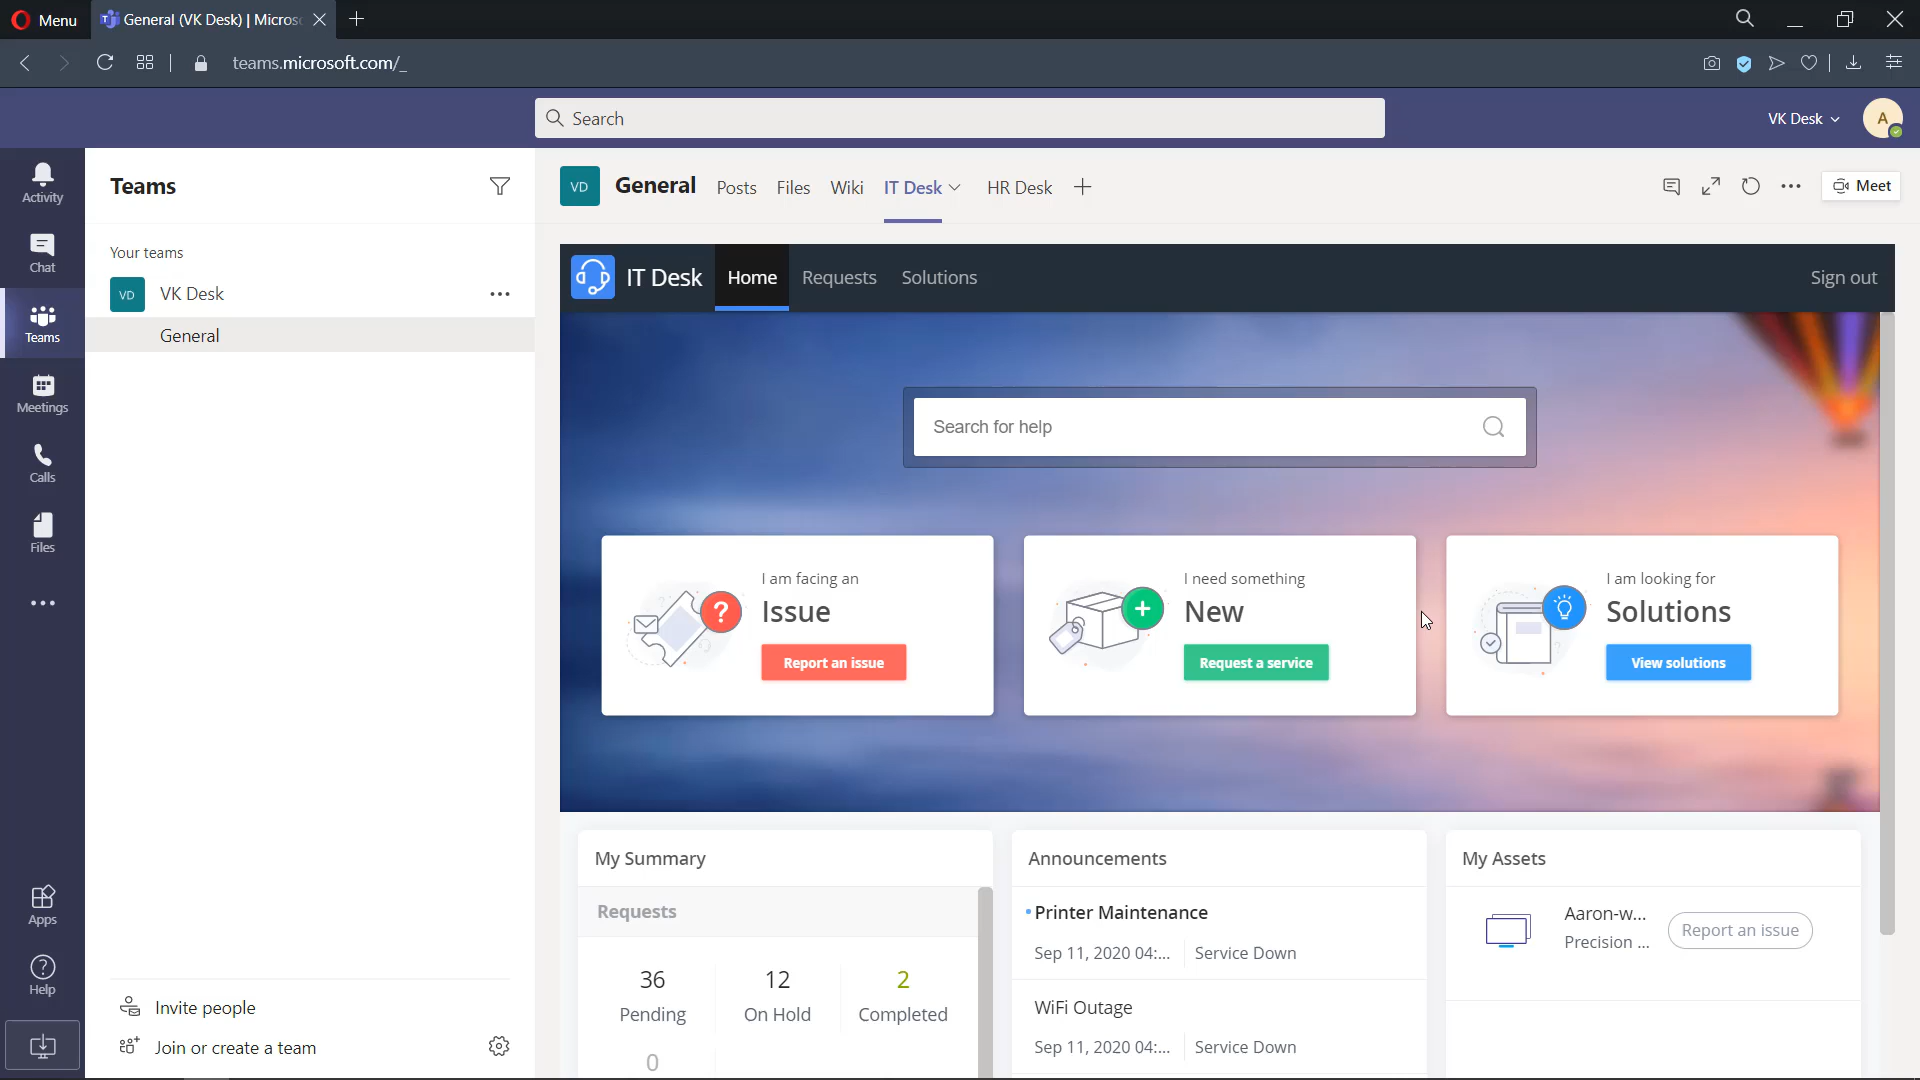 Menu
General (VK Desk) | Micros
teams.microsoft.com/_
Search
VK Desk
A
Activity
Chat
Teams
Meetings
Calls
Files
Apps
Help
Teams
Your teams
VD VK Desk
General
Invite people
Join or create a team
VD General Posts Files Wiki IT Desk HR Desk
Meet
IT Desk Home Requests Solutions Sign out
Search for help
I am facing an
Issue
Report an issue
I need something
New
Request a service
I am looking for
Solutions
View solutions
My Summary
Requests
36 12 2
Pending On Hold Completed
0
Announcements
Printer Maintenance
Sep 11, 2020 04:... Service Down
WiFi Outage
Sep 11, 2020 04:... Service Down
My Assets
Aaron-w...
Precision ...
Report an issue